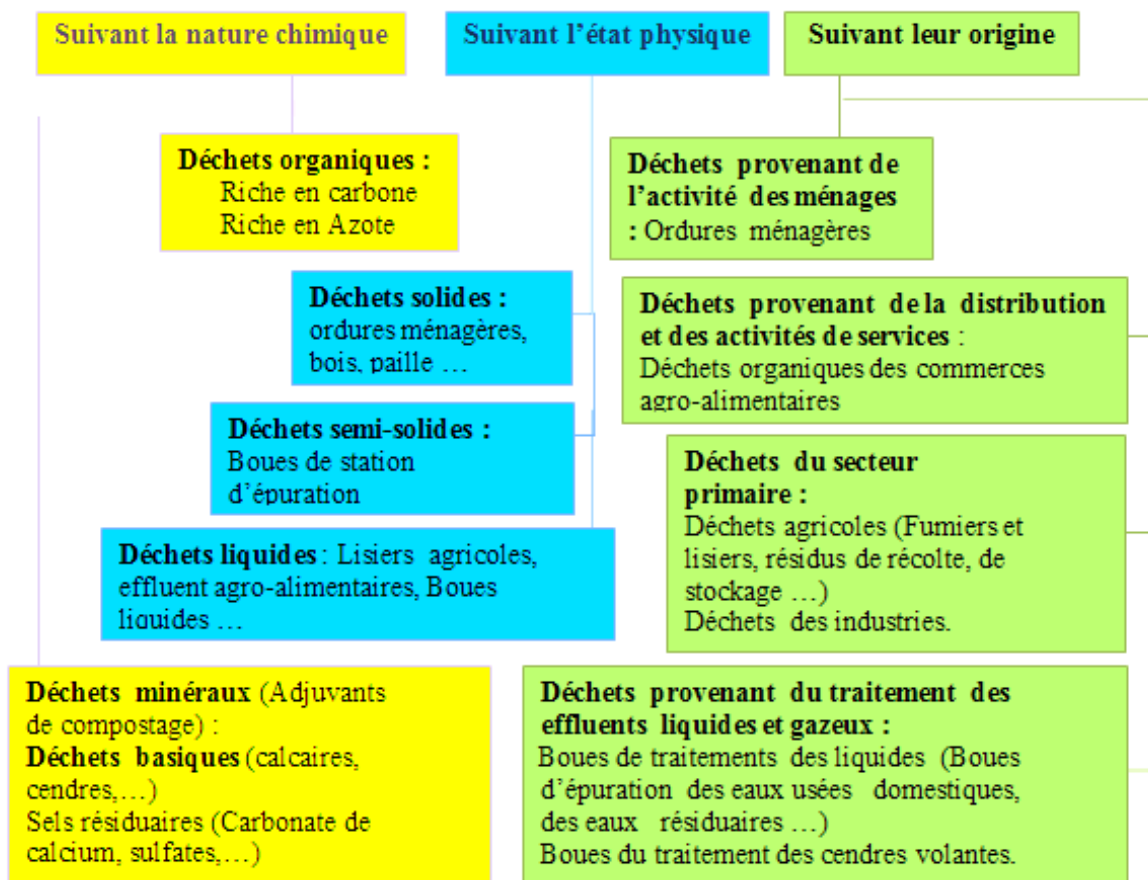 Suivant la nature chimique
Suivant l'état physique
Suivant leur origine
Déchets organiques :
Riche en carbone
Riche en Azote
Déchets provenant de
l'activité des ménages
: Ordures ménagères
Déchets solides :
ordures ménagères,
bois, paille ...
Déchets provenant de la distribution
et des activités de services :
Déchets organiques des commerces
agro-alimentaires
Déchets semi-solides :
Boues de station
d'épuration
Déchets du secteur
primaire :
Déchets agricoles (Fumiers et
lisiers, résidus de récolte, de
stockage ...)
Déchets des industries.
Déchets liquides : Lisiers agricoles,
effluent agro-alimentaires, Boues
liquides ...
Déchets minéraux (Adjuvants
de compostage) :
Déchets basiques (calcaires,
cendres,...)
Sels résiduaires (Carbonate de
calcium, sulfates,...)
Déchets provenant du traitement des
effluents liquides et gazeux :
Boues de traitements des liquides (Boues
d'épuration des eaux usées domestiques,
des eaux résiduaires ...)
Boues du traitement des cendres volantes.